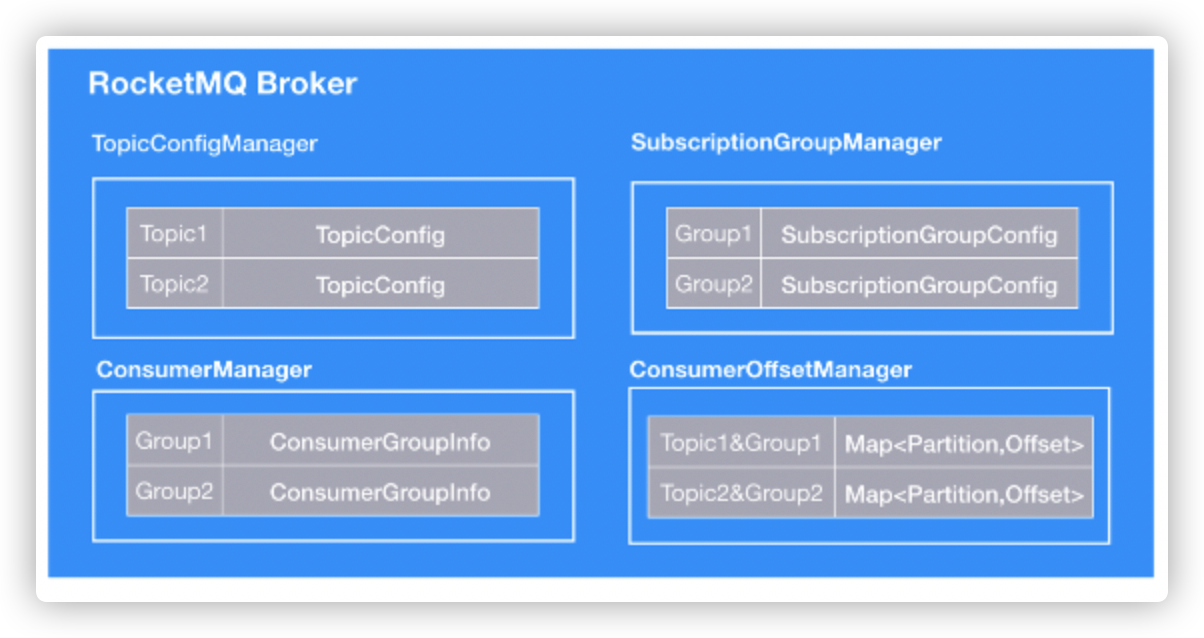 RocketMQ Broker
TopicConfigManager
Topic1 TopicConfig
Topic2 TopicConfig
SubscriptionGroupManager
Group1 SubscriptionGroupConfig
Group2 SubscriptionGroupConfig
ConsumerManager
Group1 ConsumerGroupInfo
Group2 ConsumerGroupInfo
ConsumerOffsetManager
Topic1&Group1 Map<Partition,Offset>
Topic2&Group2 Map<Partition,Offset>